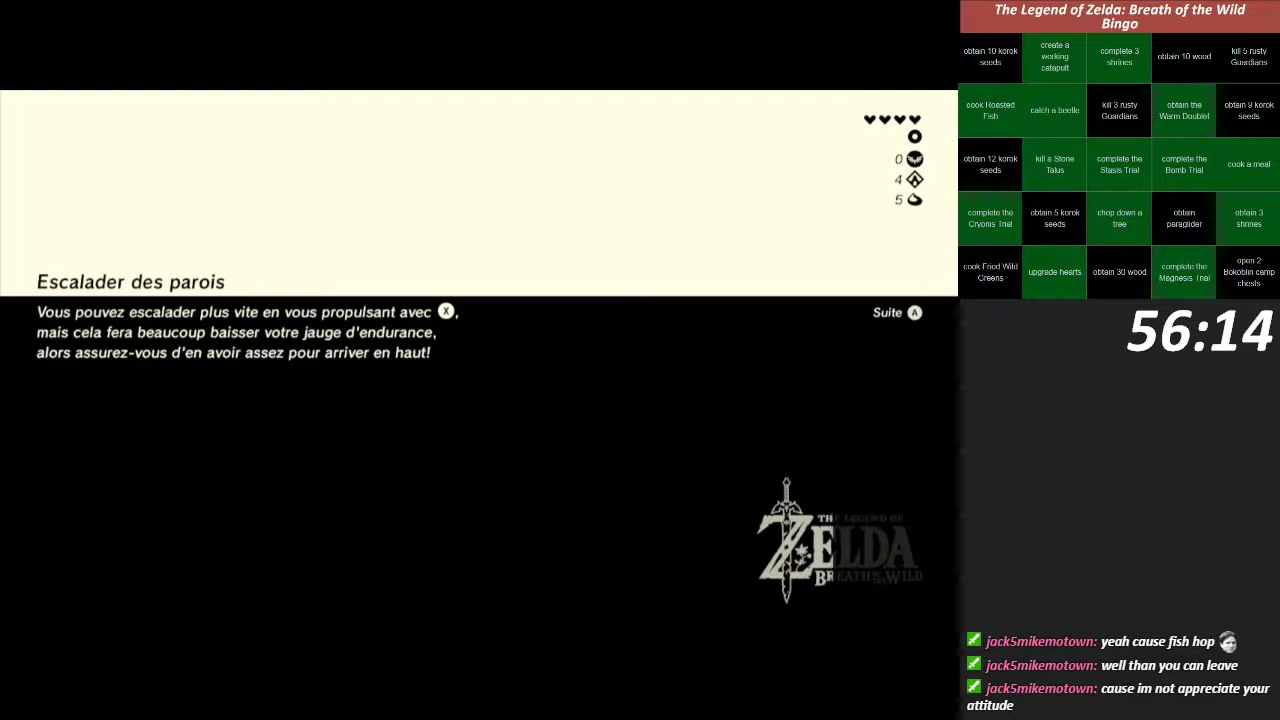 The Legend of Zelda: Breath of the Wild
Bingo
obtain 10 korok
seeds
create a
working
catapult
complete 3
shrines
obtain 10 wood
kill 5 rusty
Guardians
cook Roasted
Fish
catch a beetle
kill 3 rusty
Guardians
obtain the
Warm Doublet
obtain 9 korok
seeds
obtain 12 korok
seeds
kill a Stone
Talus
complete the
Stasis Trial
complete the
Bomb Trial
cook a meal
complete the
Cryonis Trial
obtain 5 korok
seeds
chop down a
tree
obtain
paraglider
obtain 3
shrines
cook Fried Wild
Greens
upgrade hearts
obtain 30 wood
complete the
Magnesis Trial
open 2
Bokoblin camp
chests
0
4
5
Escalader des parois
Vous pouvez escalader plus vite en vous propulsant avec X,
mais cela fera beaucoup baisser votre jauge d'endurance,
alors assurez-vous d'en avoir assez pour arriver en haut!
Suite A
56:14
THE LEGEND OF
ZELDA
BREATH OF THE WILD
jack5mikemotown: yeah cause fish hop
jack5mikemotown: well than you can leave
jack5mikemotown: cause im not appreciate your
attitude